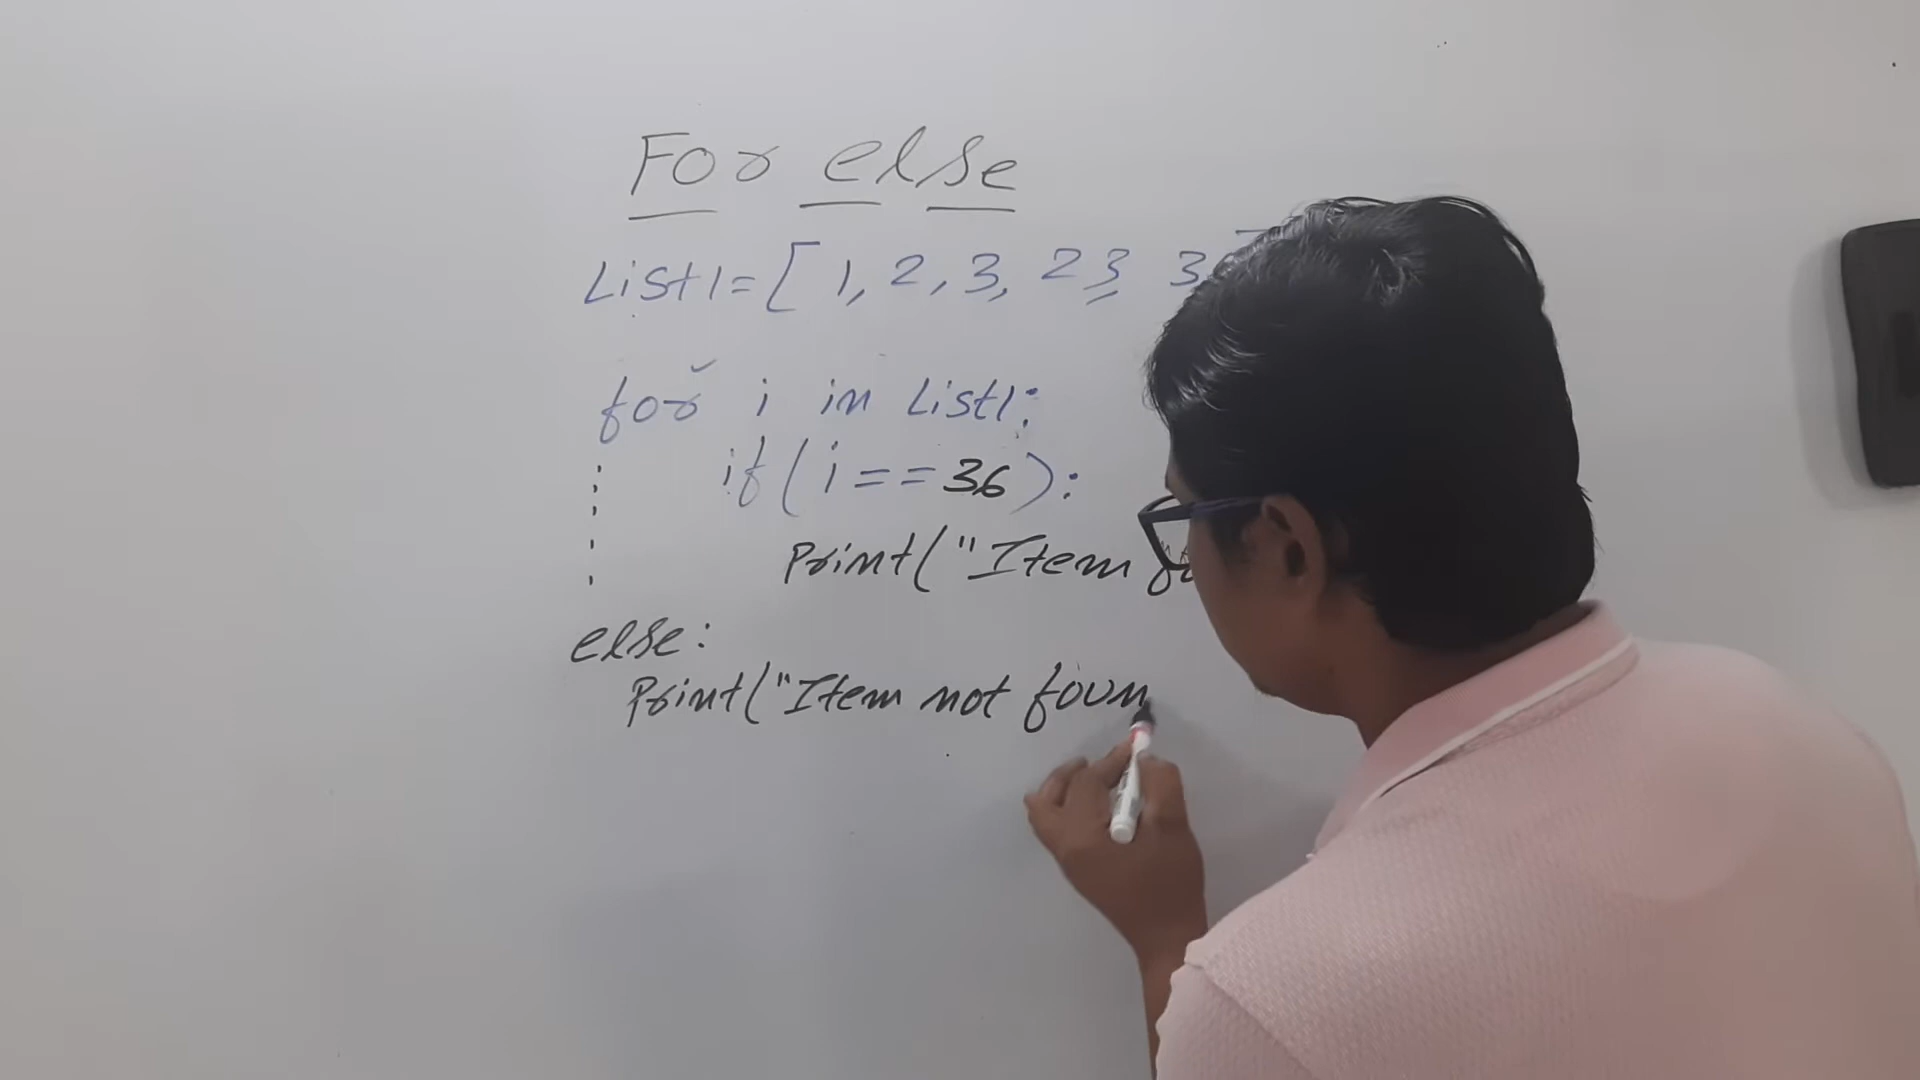 For else
List1=[ 1, 2, 3, 23
for i in List1:
if(i==36):
Print("Item
else:
Print("Item not foun